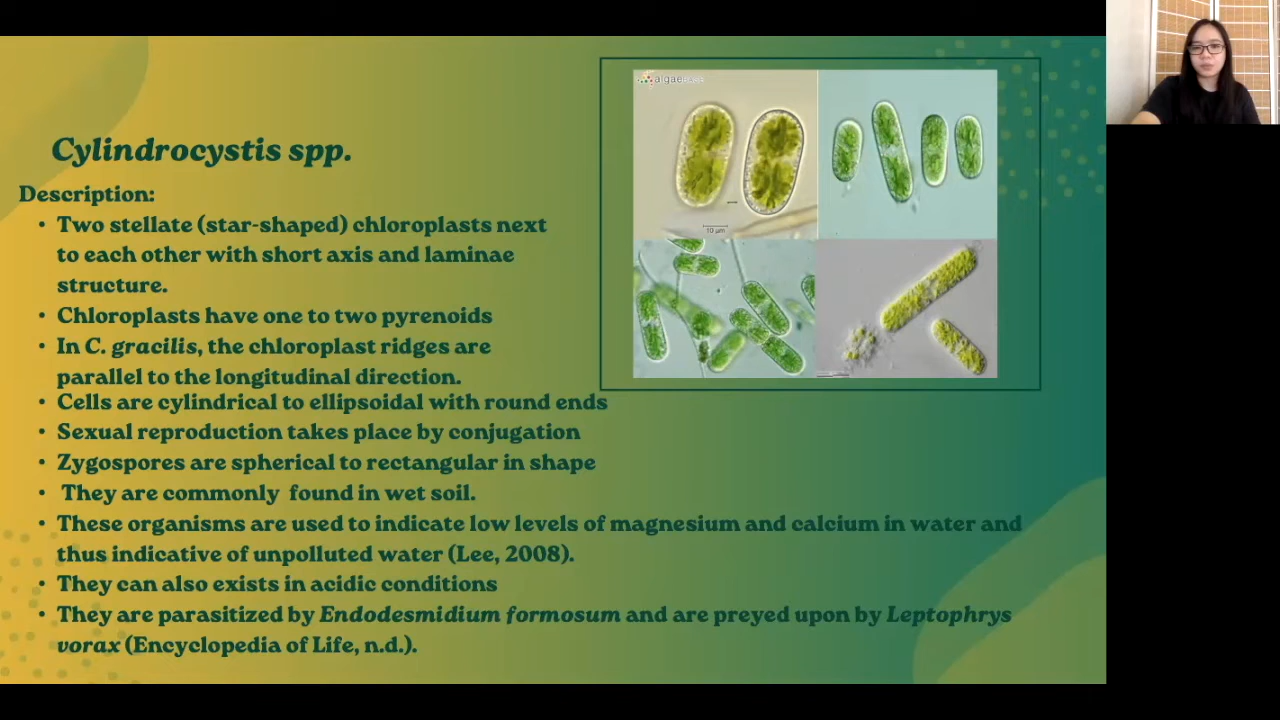 algaeBASE
Cylindrocystis spp.
Description:
• Two stellate (star-shaped) chloroplasts next
to each other with short axis and laminae
structure.
• Chloroplasts have one to two pyrenoids
• In C. gracilis, the chloroplast ridges are
parallel to the longitudinal direction.
• Cells are cylindrical to ellipsoidal with round ends
• Sexual reproduction takes place by conjugation
• Zygospores are spherical to rectangular in shape
• They are commonly found in wet soil.
• These organisms are used to indicate low levels of magnesium and calcium in water and
thus indicative of unpolluted water (Lee, 2008).
• They can also exists in acidic conditions
• They are parasitized by Endodesmidium formosum and are preyed upon by Leptophrys
vorax (Encyclopedia of Life, n.d.).
10 µm